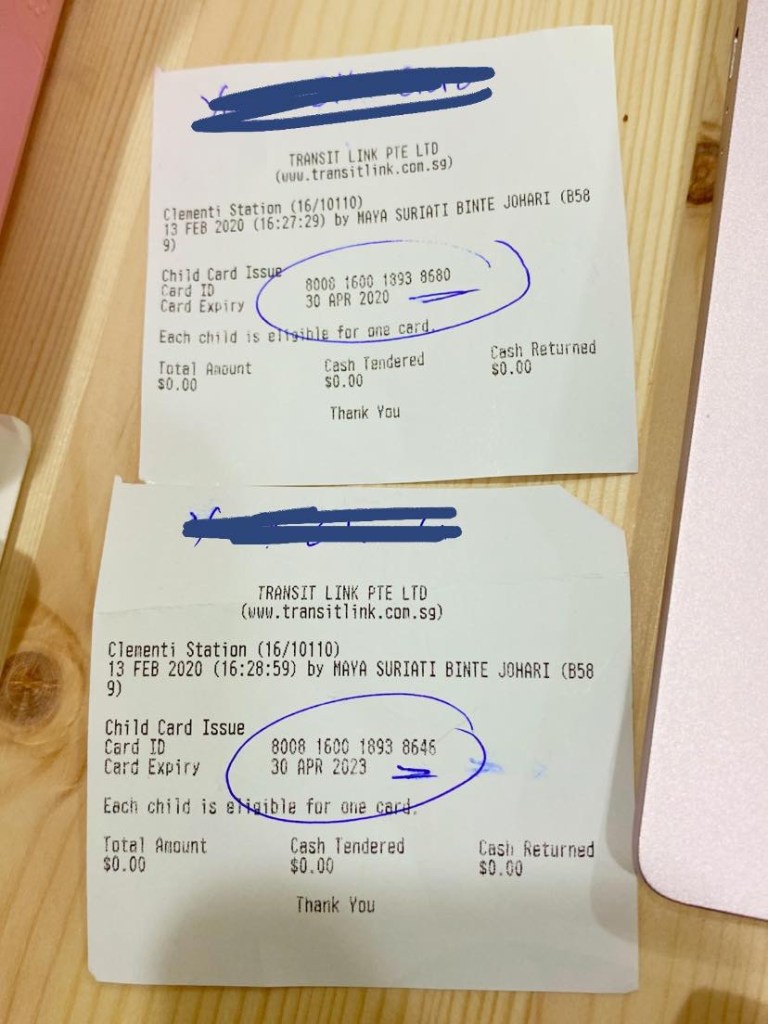 TRANSIT LINK PTE LTD
(www.transitlink.com.sg)
Clementi Station (16/10110)
13 FEB 2020 (16:27:29) by MAYA SURIATI BINTE JOHARI (B58
9)
Child Card Issue
Card ID 8008 1600 1893 8680
Card Expiry 30 APR 2020
Each child is eligible for one card.
Total Amount Cash Tendered Cash Returned
$0.00 $0.00 $0.00
Thank You
TRANSIT LINK PTE LTD
(www.transitlink.com.sg)
Clementi Station (16/10110)
13 FEB 2020 (16:28:59) by MAYA SURIATI BINTE JOHARI (B58
9)
Child Card Issue
Card ID 8008 1600 1893 8646
Card Expiry 30 APR 2023
Each child is eligible for one card.
Total Amount Cash Tendered Cash Returned
$0.00 $0.00 $0.00
Thank You